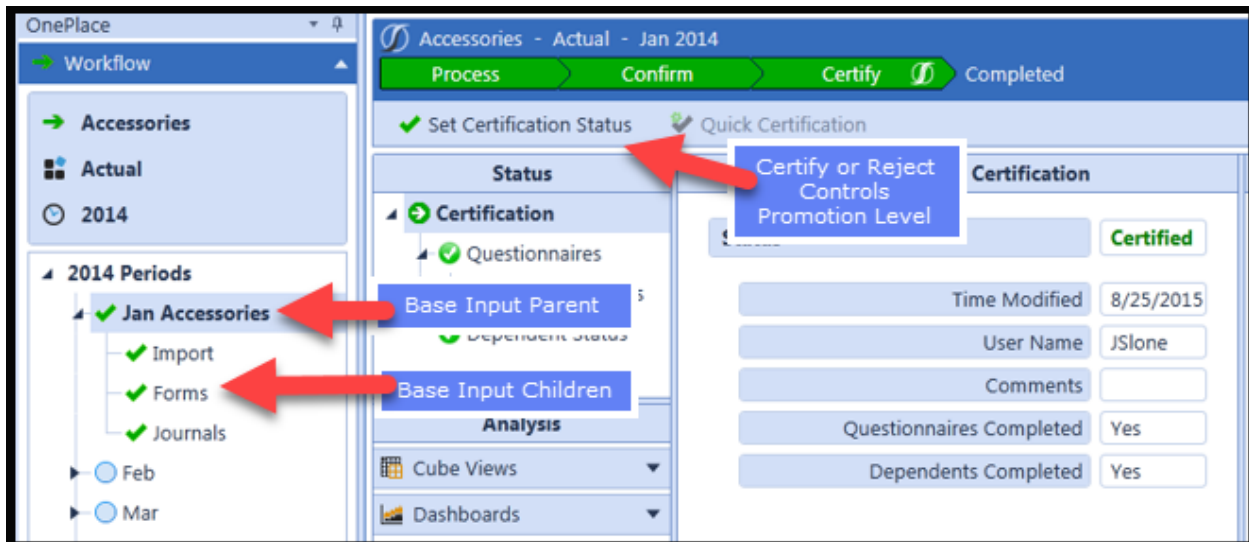 OnePlace
Workflow
Accessories
Actual
2014
2014 Periods
Jan Accessories
Import
Forms
Journals
Feb
Mar
Accessories - Actual - Jan 2014
Process
Confirm
Certify
Completed
Set Certification Status
Quick Certification
Certify or Reject
Controls
Promotion Level
Status
Certification
Questionnaires
Base Input Parent
Dependent Status
Base Input Children
Analysis
Cube Views
Dashboards
Certification
Certified
Time Modified 8/25/2015
User Name JSlone
Comments
Questionnaires Completed Yes
Dependents Completed Yes